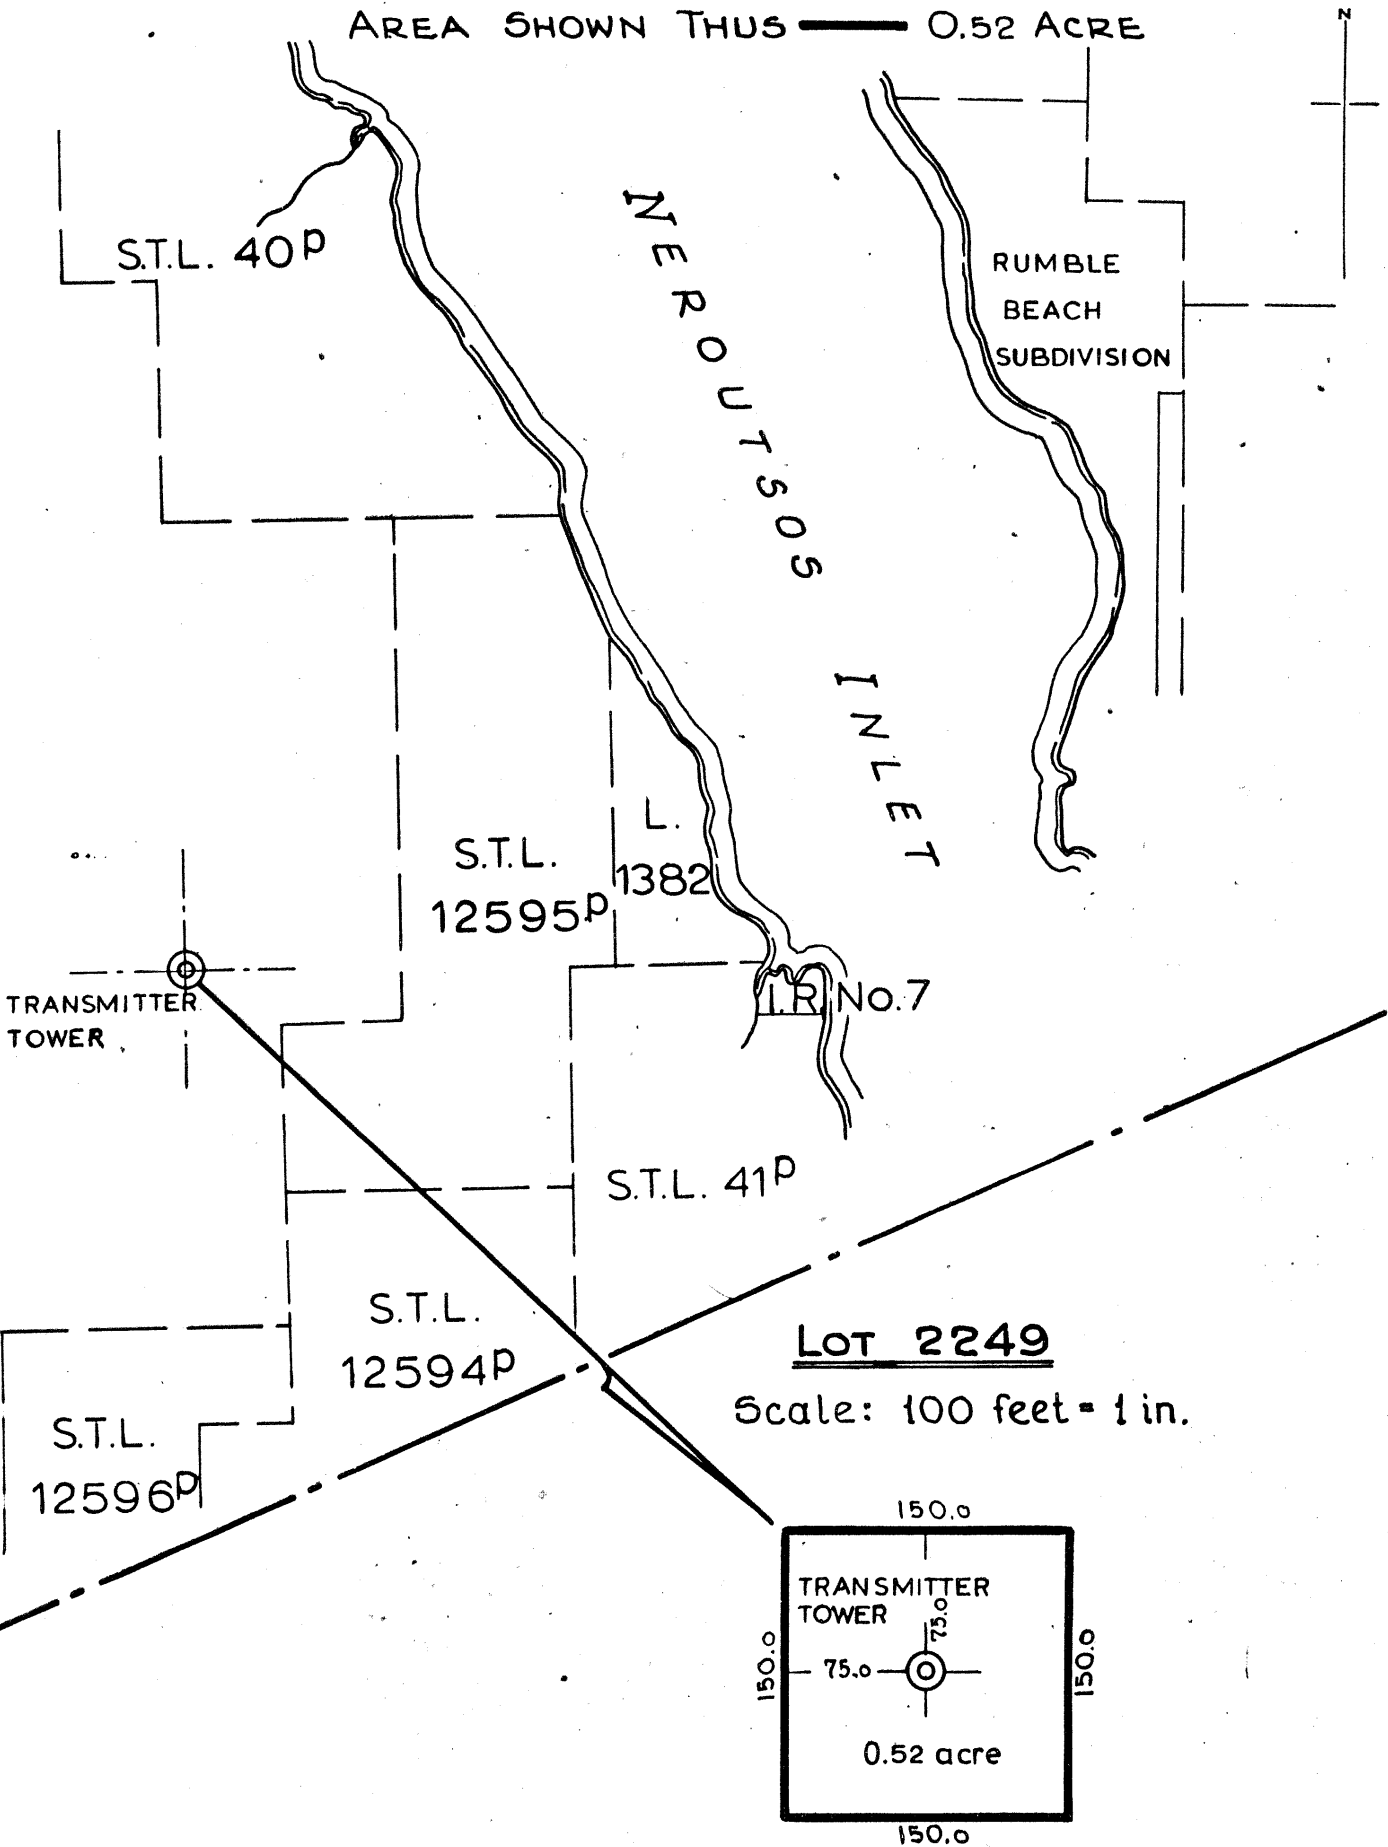 AREA SHOWN THUS 0.52 ACRE
N
S.T.L. 40P
NEROUTSOS INLET
RUMBLE
BEACH
SUBDIVISION
L.
1382
S.T.L.
12595P
TRANSMITTER
TOWER
I.R. No.7
S.T.L. 41P
S.T.L.
12594P
S.T.L.
12596P
LOT 2249
Scale: 100 feet = 1 in.
150.0
TRANSMITTER
TOWER
75.0
150.0
75.0
150.0
0.52 acre
150.0